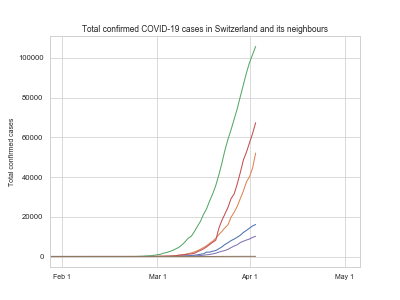 Total confirmed COVID-19 cases in Switzerland and its neighbours
Total confirmed cases
100000
80000
60000
40000
20000
0
Feb 1
Mar 1
Apr 1
May 1